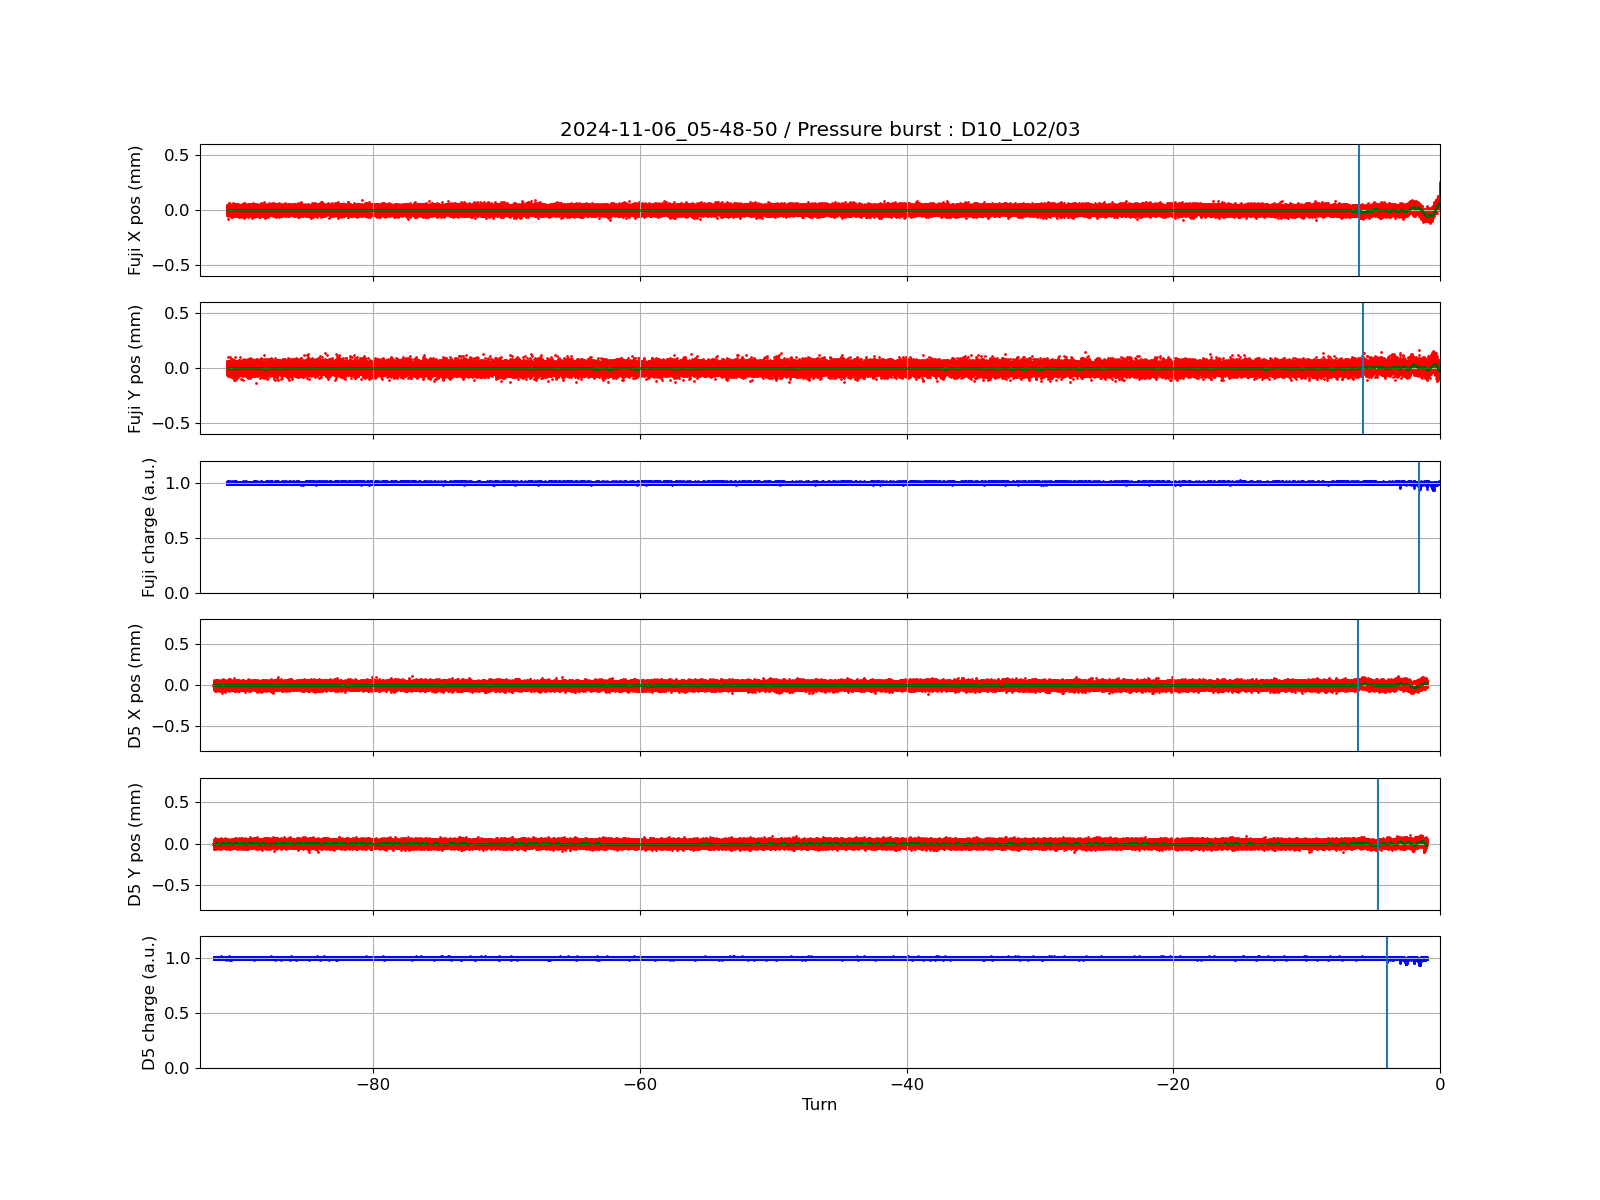 2024-11-06_05-48-50 / Pressure burst : D10_L02/03
Fuji X pos (mm)
0.5
0.0
−0.5
Fuji Y pos (mm)
0.5
0.0
−0.5
Fuji charge (a.u.)
1.0
0.5
0.0
D5 X pos (mm)
0.5
0.0
−0.5
D5 Y pos (mm)
0.5
0.0
−0.5
D5 charge (a.u.)
1.0
0.5
0.0
−80 −60 −40 −20 0
Turn